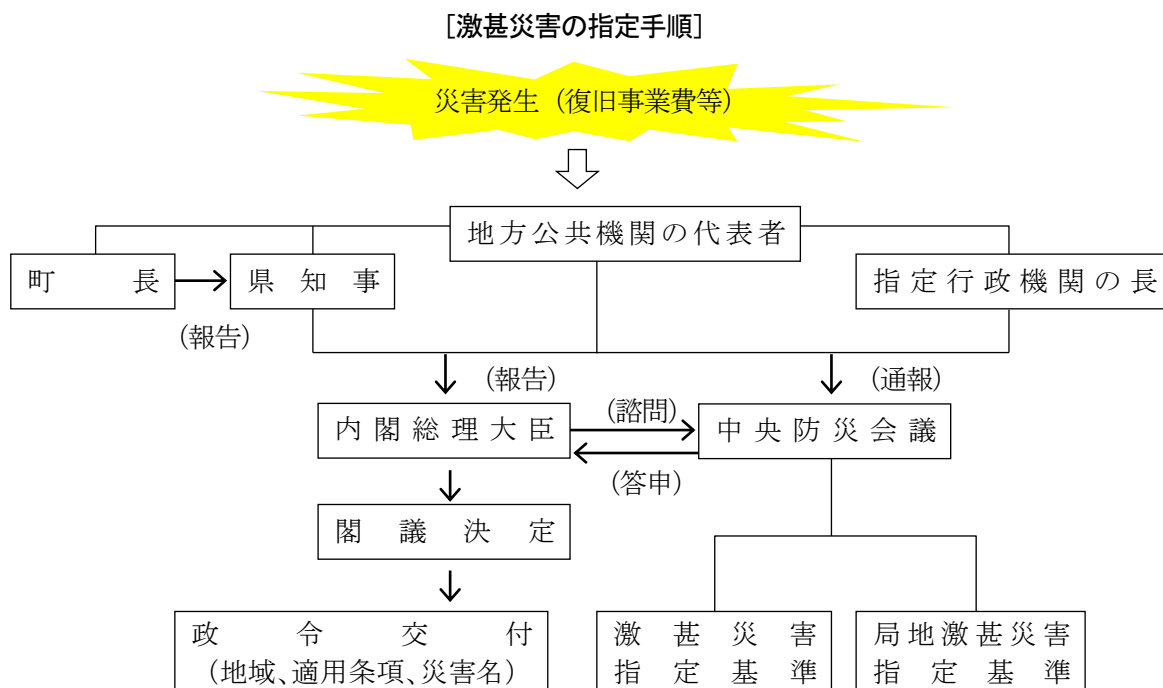 [激甚災害の指定手順]
災害発生（復旧事業費等）
地方公共機関の代表者
町長
県知事
指定行政機関の長
（報告）
（報告）
（通報）
内閣総理大臣
（諮問）
中央防災会議
（答申）
閣議決定
政令交付
（地域、適用条項、災害名）
激甚災害
指定基準
局地激甚災害
指定基準